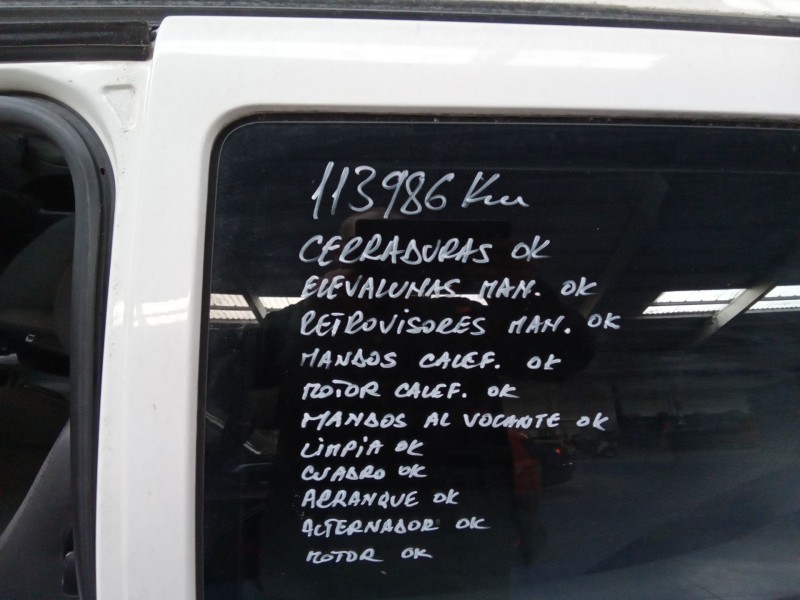 113986 Km
CERRADURAS OK
ELEVALUNAS MAN. OK
RETROVISORES MAN. OK
MANDOS CALEF. OK
MOTOR CALEF. OK
MANDOS AL VOLANTE OK
LIMPIA OK
CUADRO OK
ARRANQUE OK
ALTERNADOR OK
MOTOR OK